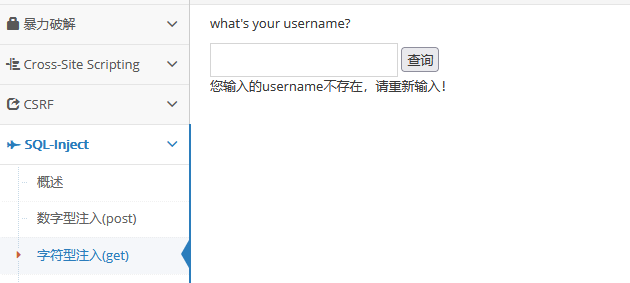 暴力破解
Cross-Site Scripting
CSRF
SQL-Inject
概述
数字型注入(post)
字符型注入(get)
what's your username?
查询
您输入的username不存在，请重新输入！